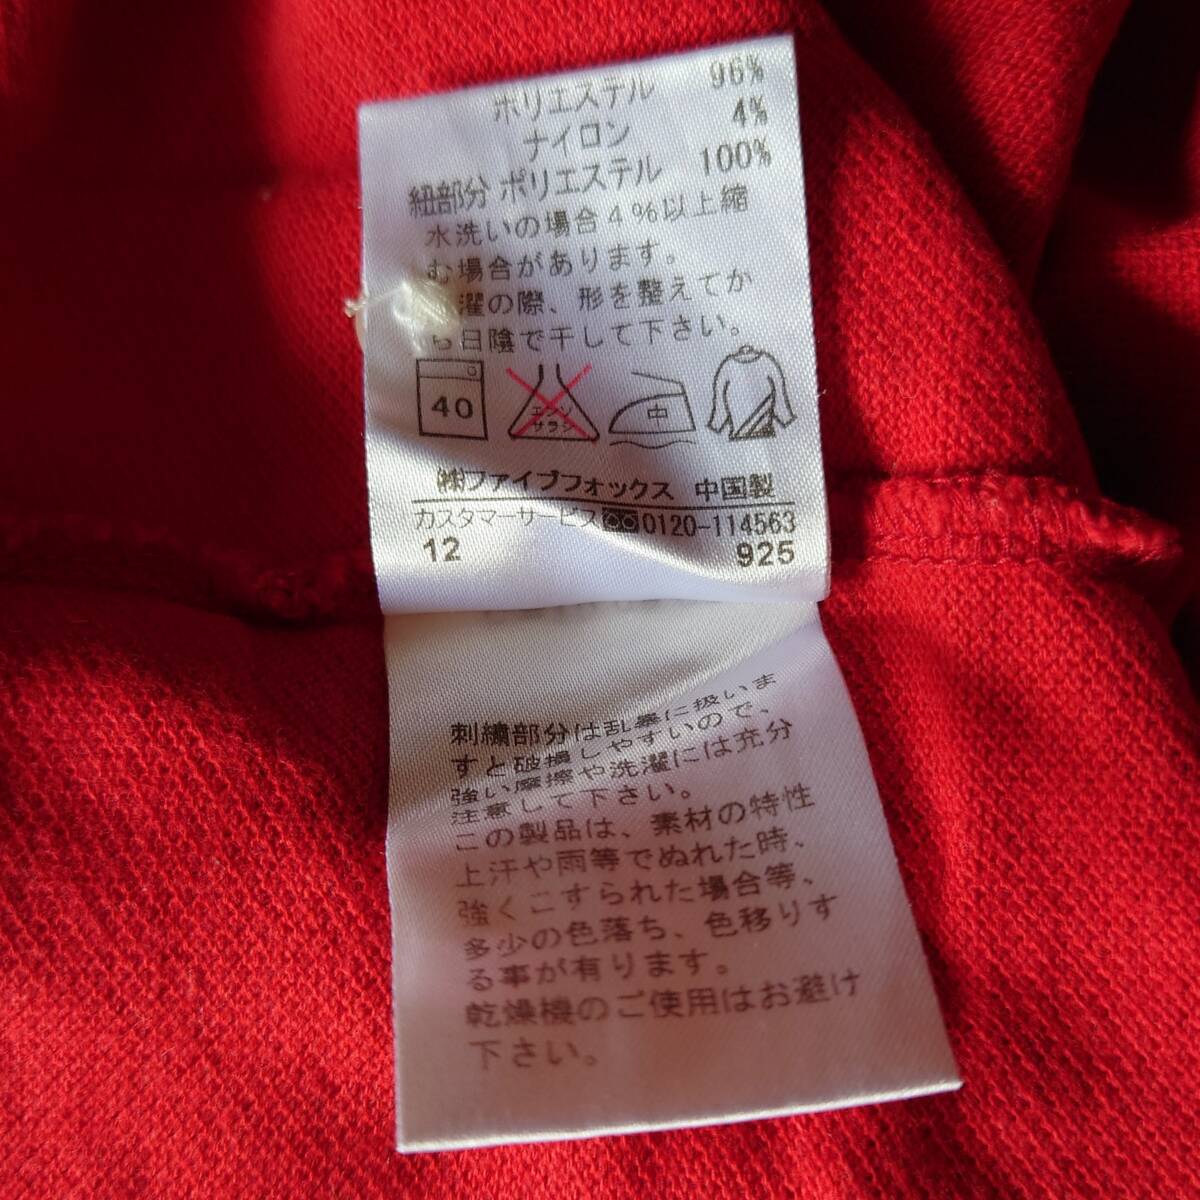 ポリエステル 96%
ナイロン 4%
紐部分 ポリエステル 100%
水洗いの場合4%以上縮
む場合があります。
濯の際、形を整えてか
ら日陰で干して下さい。
40
エンソ
サラシ
中
㈱ファイブフォックス 中国製
カスタマーサービス 0120-114563
12 925
刺繍部分は乱暴に扱いま
すと破損しやすいので、
強い摩擦や洗濯には充分
注意して下さい。
この製品は、素材の特性
上汗や雨等でぬれた時、
強くこすられた場合等、
多少の色落ち、色移りす
る事が有ります。
乾燥機のご使用はお避け
下さい。